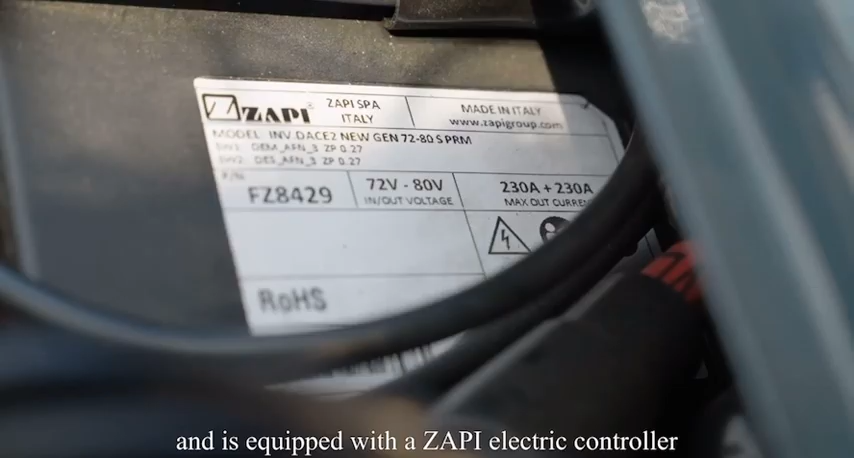 ZAPI
ZAPI SPA
ITALY
MADE IN ITALY
www.zapigroup.com
MODEL: INV.DACE2 NEW GEN 72-80 S PRM
SW1: DEM_AFN_3 ZP 0.27
SW2: DES_AFN_3 ZP 0.27
P/N
FZ8429
72V - 80V
IN/OUT VOLTAGE
230A + 230A
MAX OUT
RoHS
and is equipped with a ZAPI electric controller